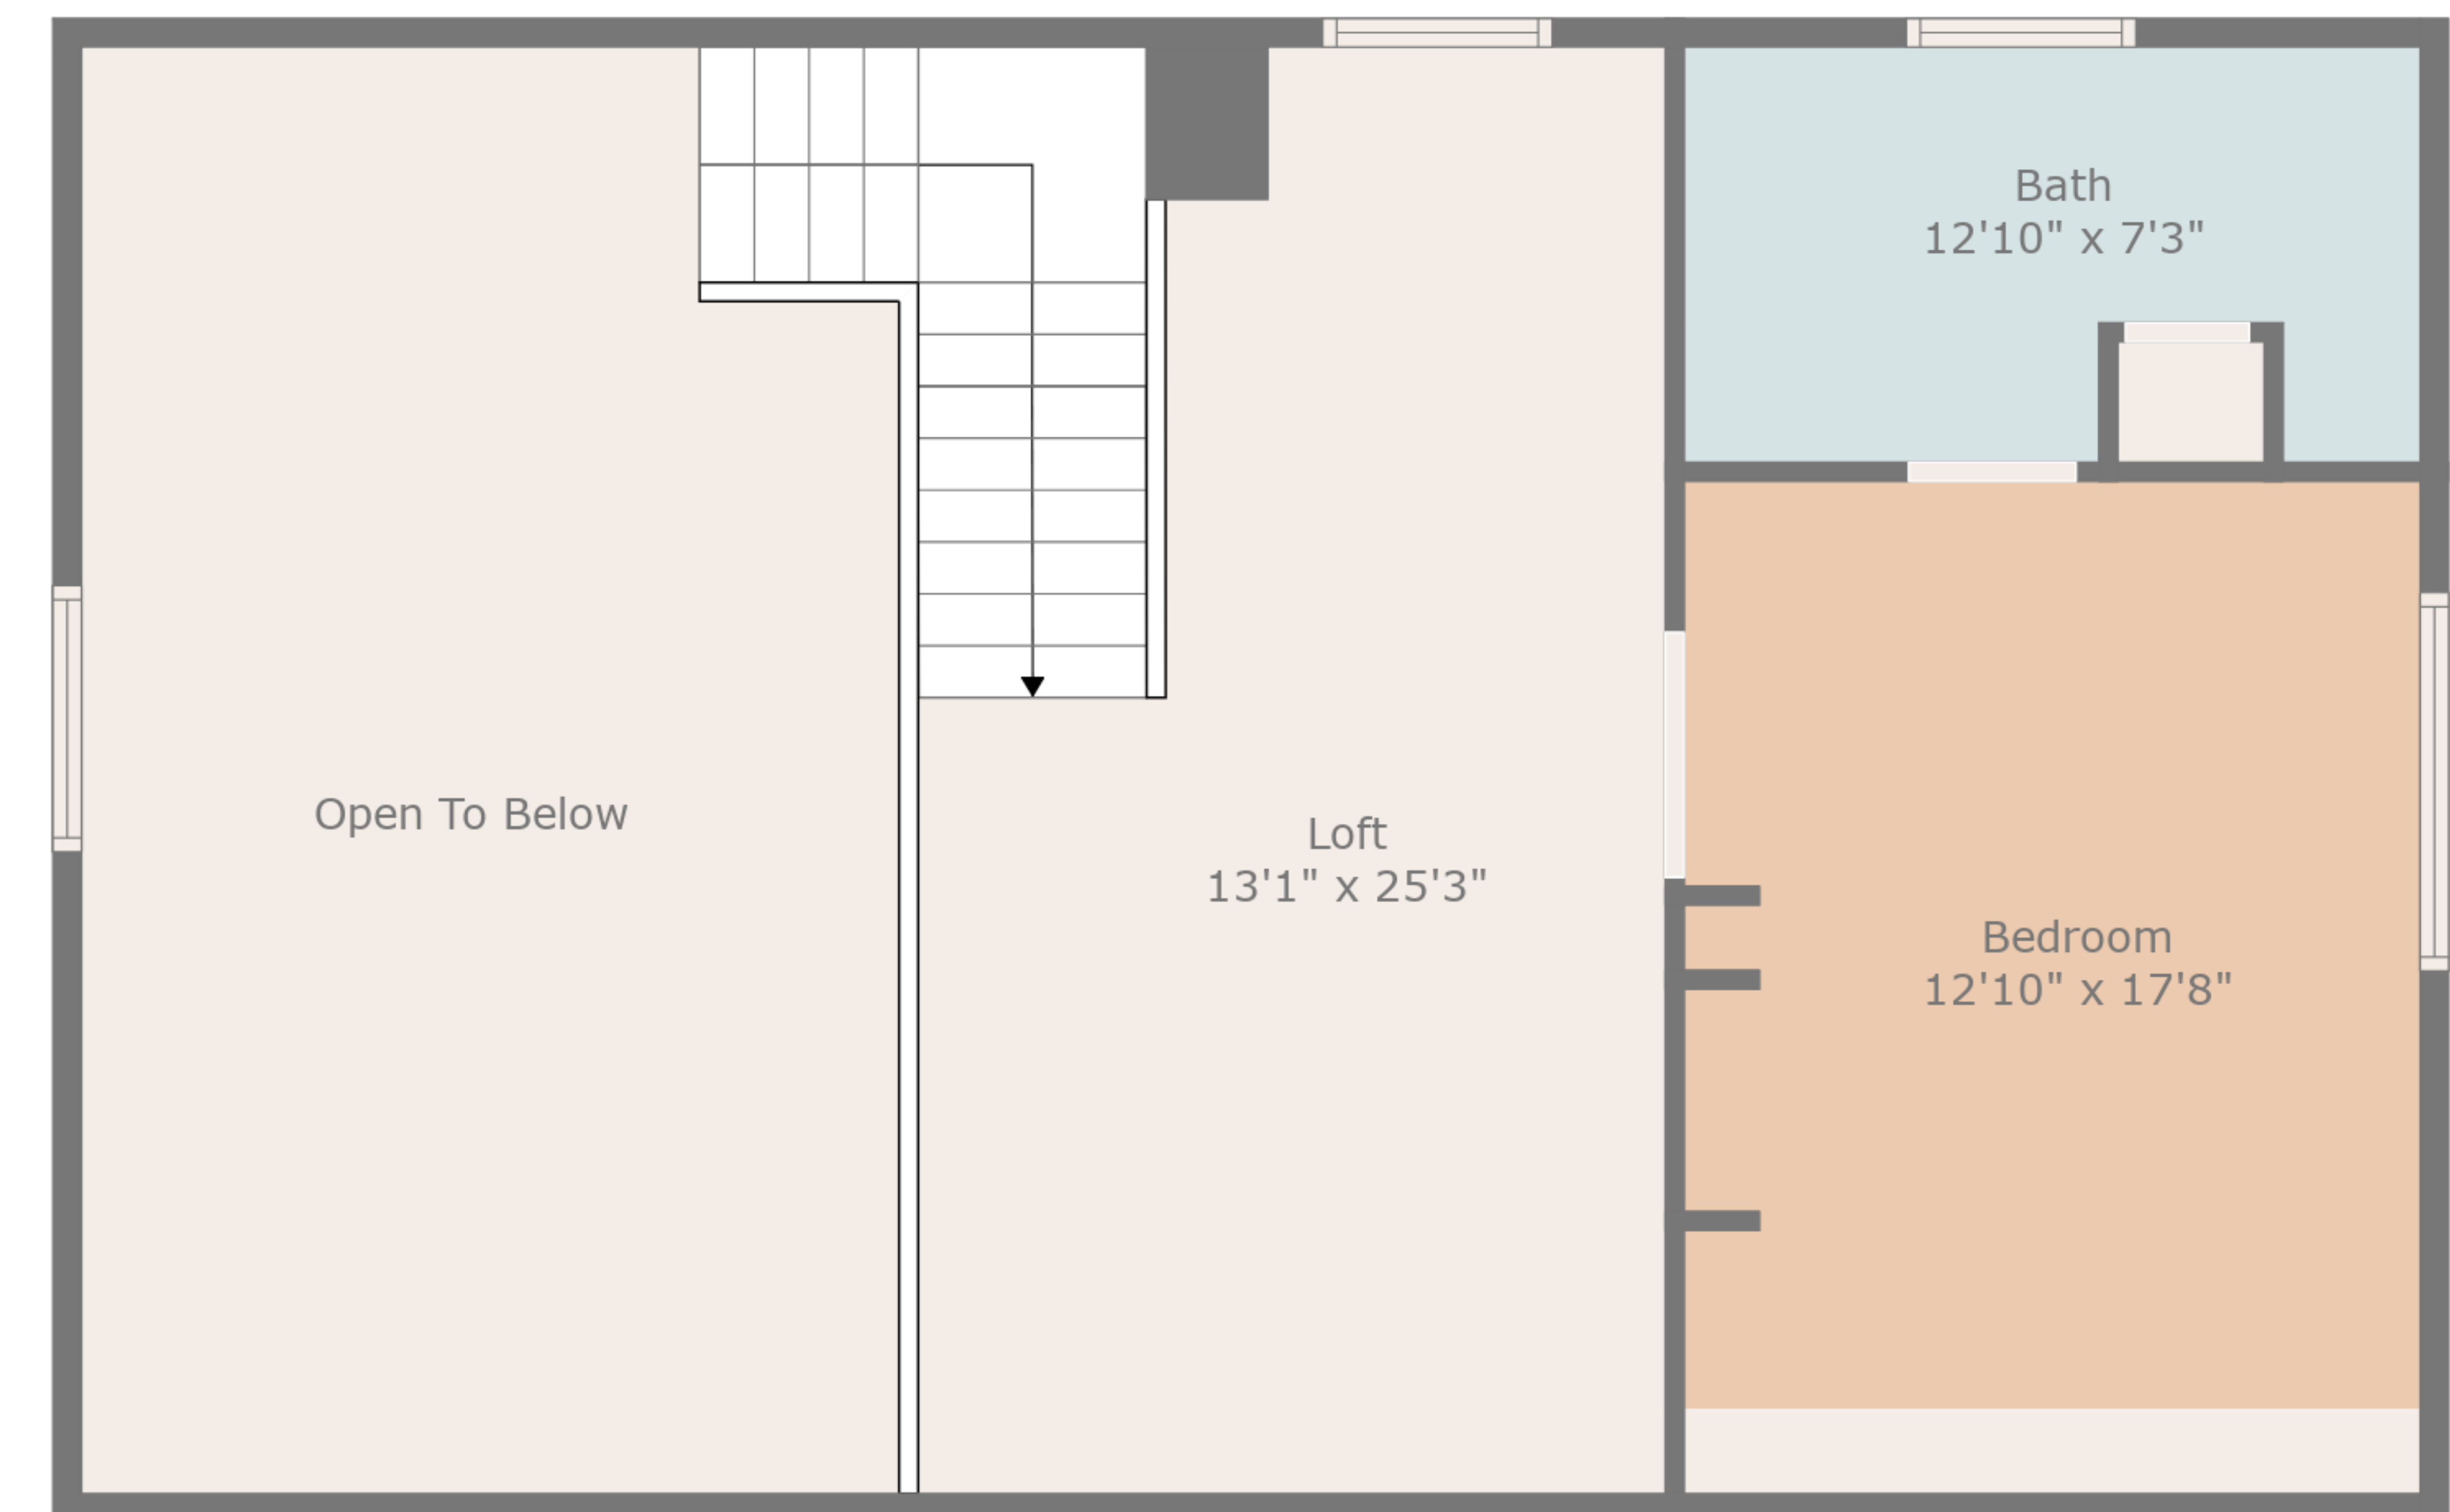 Bath
12'10" x 7'3"
Open To Below
Loft
13'1" x 25'3"
Bedroom
12'10" x 17'8"